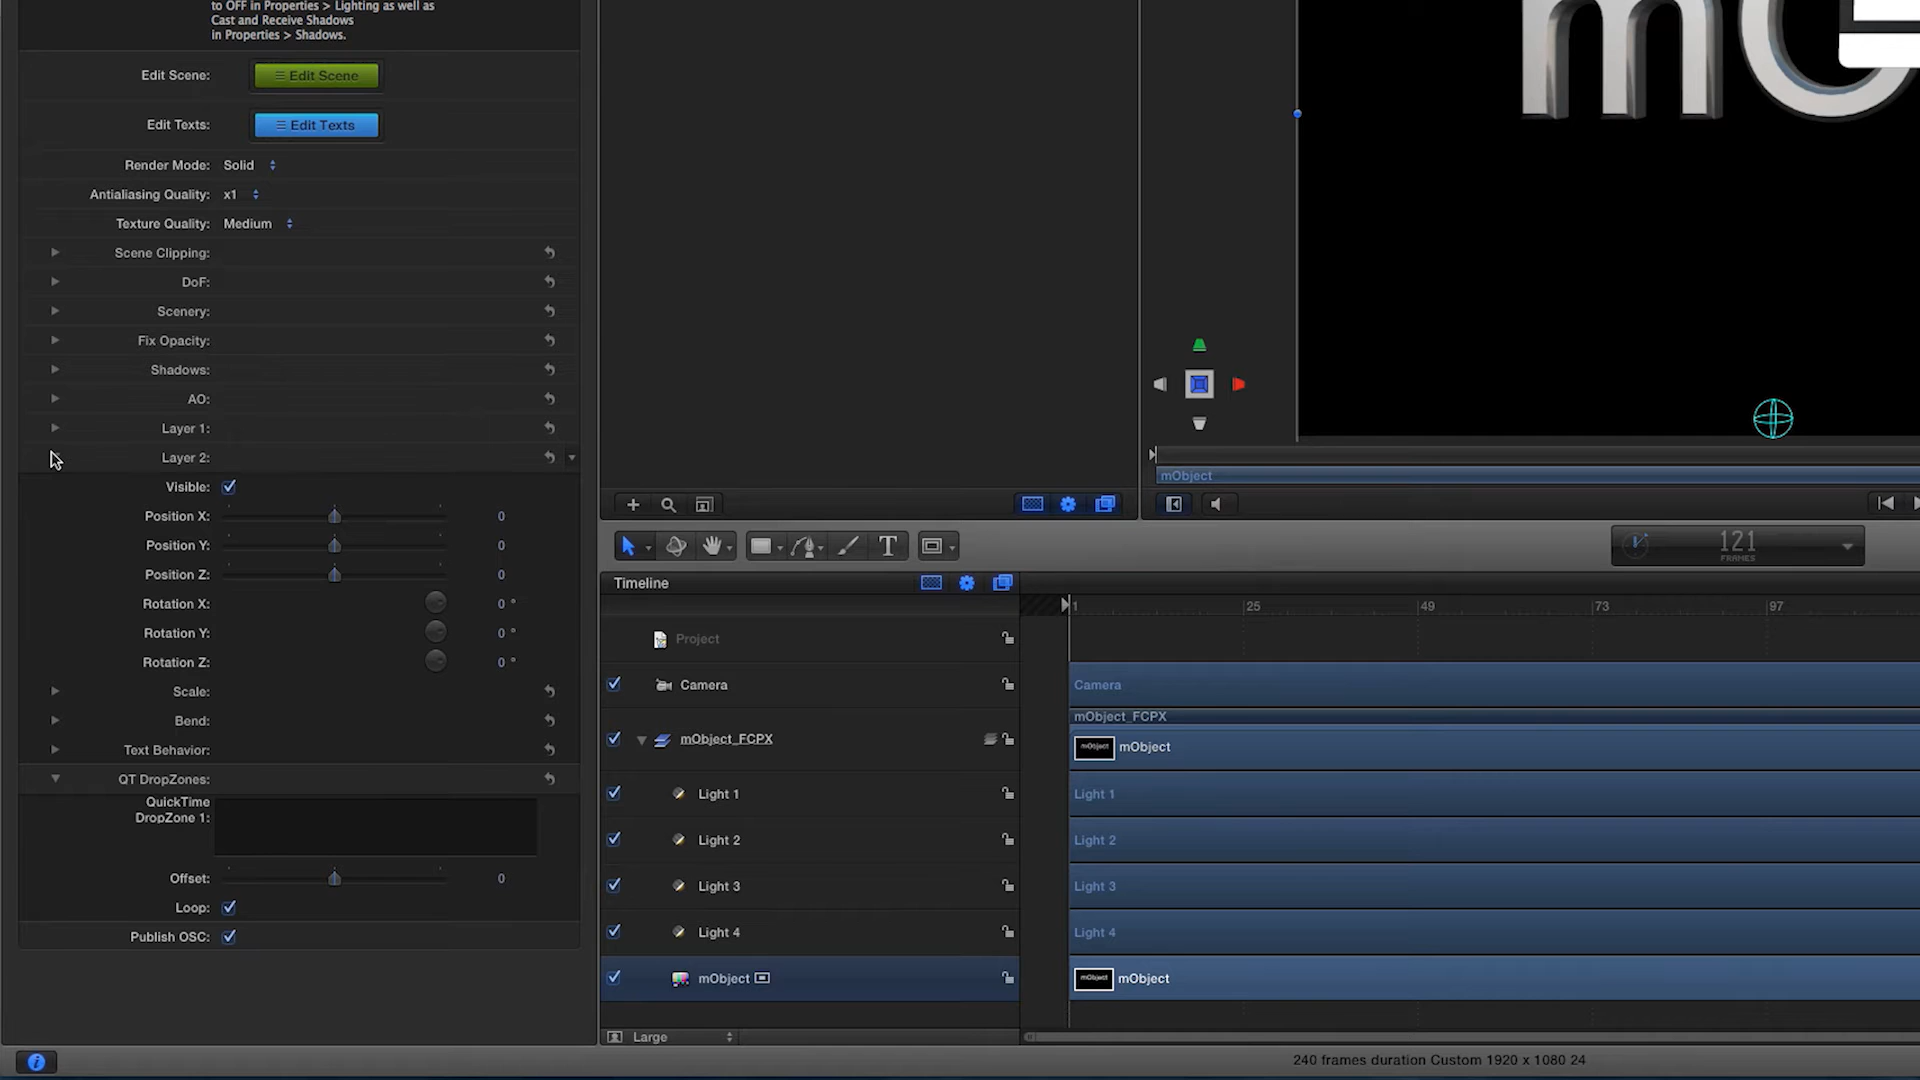 to OFF in Properties > Lighting as well as
Cast and Receive Shadows
in Properties > Shadows.
Edit Scene:
Edit Scene
Edit Texts:
Edit Texts
Render Mode: Solid
Antialiasing Quality: x1
Texture Quality: Medium
Scene Clipping:
DoF:
Scenery:
Fix Opacity:
Shadows:
AO:
Layer 1:
Layer 2:
Visible:
Position X: 0
Position Y: 0
Position Z: 0
Rotation X: 0 °
Rotation Y: 0 °
Rotation Z: 0 °
Scale:
Bend:
Text Behavior:
QT DropZones:
QuickTime
DropZone 1:
Offset: 0
Loop:
Publish OSC:
mObject
T
121
FRAMES
Timeline
1 25 49 73 97
Project
Camera
Camera
mObject_FCPX
mObject_FCPX
mObject
Light 1
Light 1
Light 2
Light 2
Light 3
Light 3
Light 4
Light 4
mObject
mObject
Large
240 frames duration Custom 1920 x 1080 24